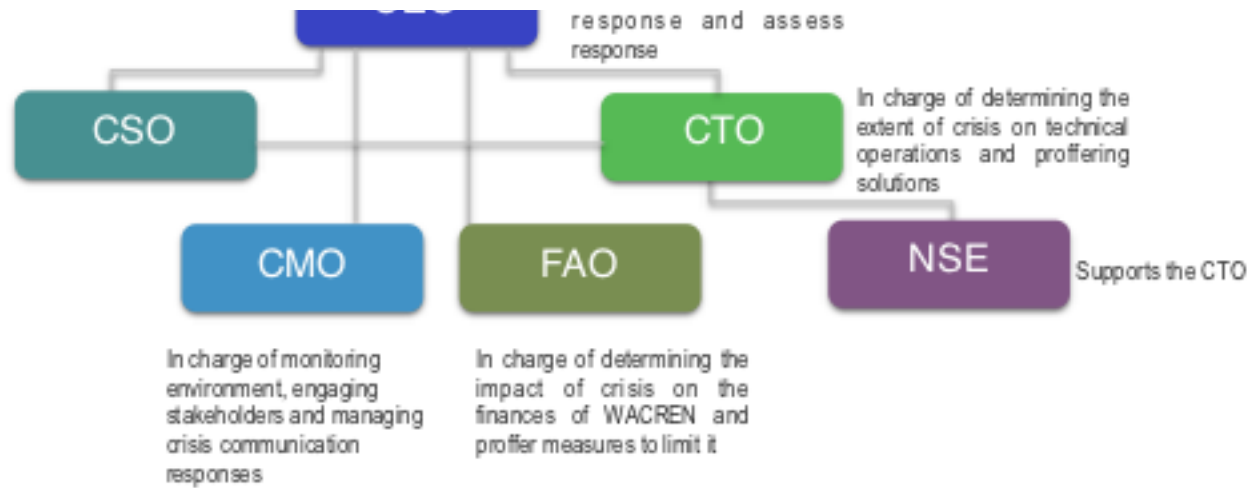 response and assess
response
CSO
CTO
In charge of determining the
extent of crisis on technical
operations and proffering
solutions
CMO
FAO
NSE
Supports the CTO
In charge of monitoring
environment, engaging
stakeholders and managing
crisis communication
responses
In charge of determining the
impact of crisis on the
finances of WACREN and
proffer measures to limit it